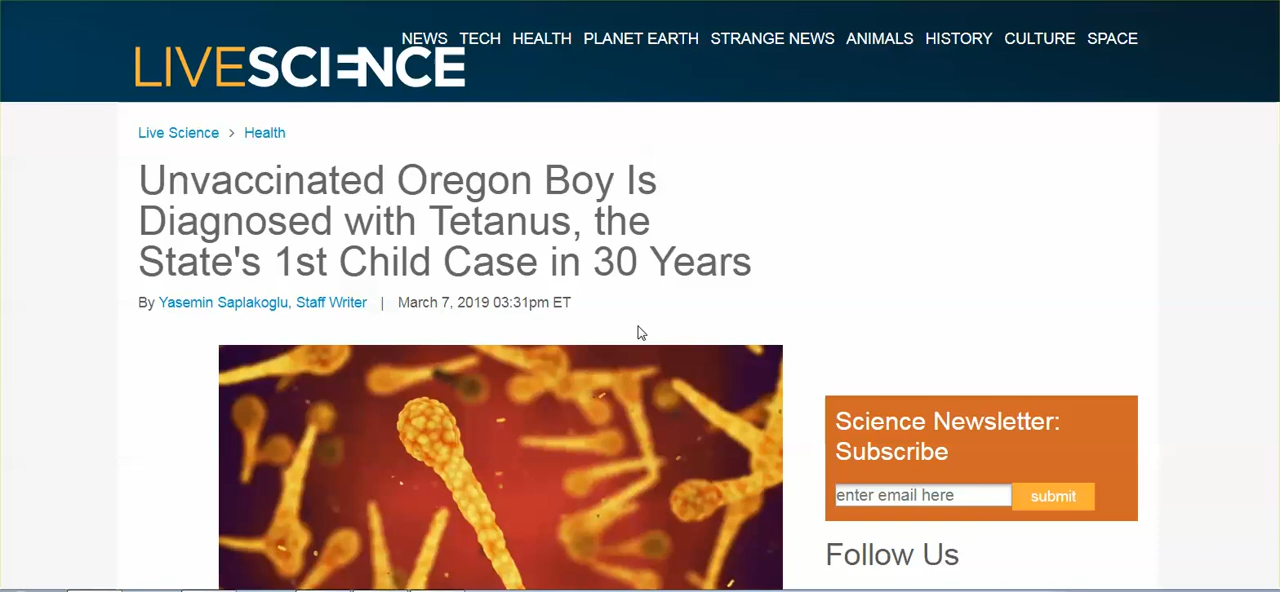 NEWS TECH HEALTH PLANET EARTH STRANGE NEWS ANIMALS HISTORY CULTURE SPACE
LIVESCIENCE
Live Science > Health
Unvaccinated Oregon Boy Is
Diagnosed with Tetanus, the
State's 1st Child Case in 30 Years
By Yasemin Saplakoglu, Staff Writer | March 7, 2019 03:31pm ET
Science Newsletter:
Subscribe
enter email here submit
Follow Us